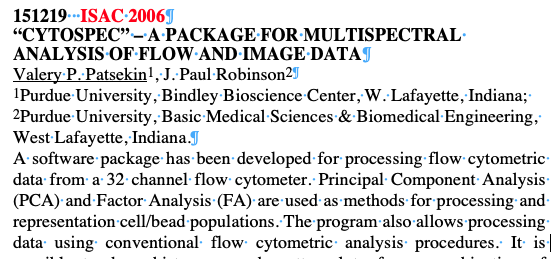 151219 ISAC 2006¶
“CYTOSPEC” – A PACKAGE FOR MULTISPECTRAL
ANALYSIS OF FLOW AND IMAGE DATA¶
Valery P. Patsekin1, J. Paul Robinson2¶
1Purdue University, Bindley Bioscience Center, W. Lafayette, Indiana;
2Purdue University, Basic Medical Sciences & Biomedical Engineering,
West Lafayette, Indiana.¶
A software package has been developed for processing flow cytometric
data from a 32 channel flow cytometer. Principal Component Analysis
(PCA) and Factor Analysis (FA) are used as methods for processing and
representation cell/bead populations. The program also allows processing
data using conventional flow cytometric analysis procedures. It is